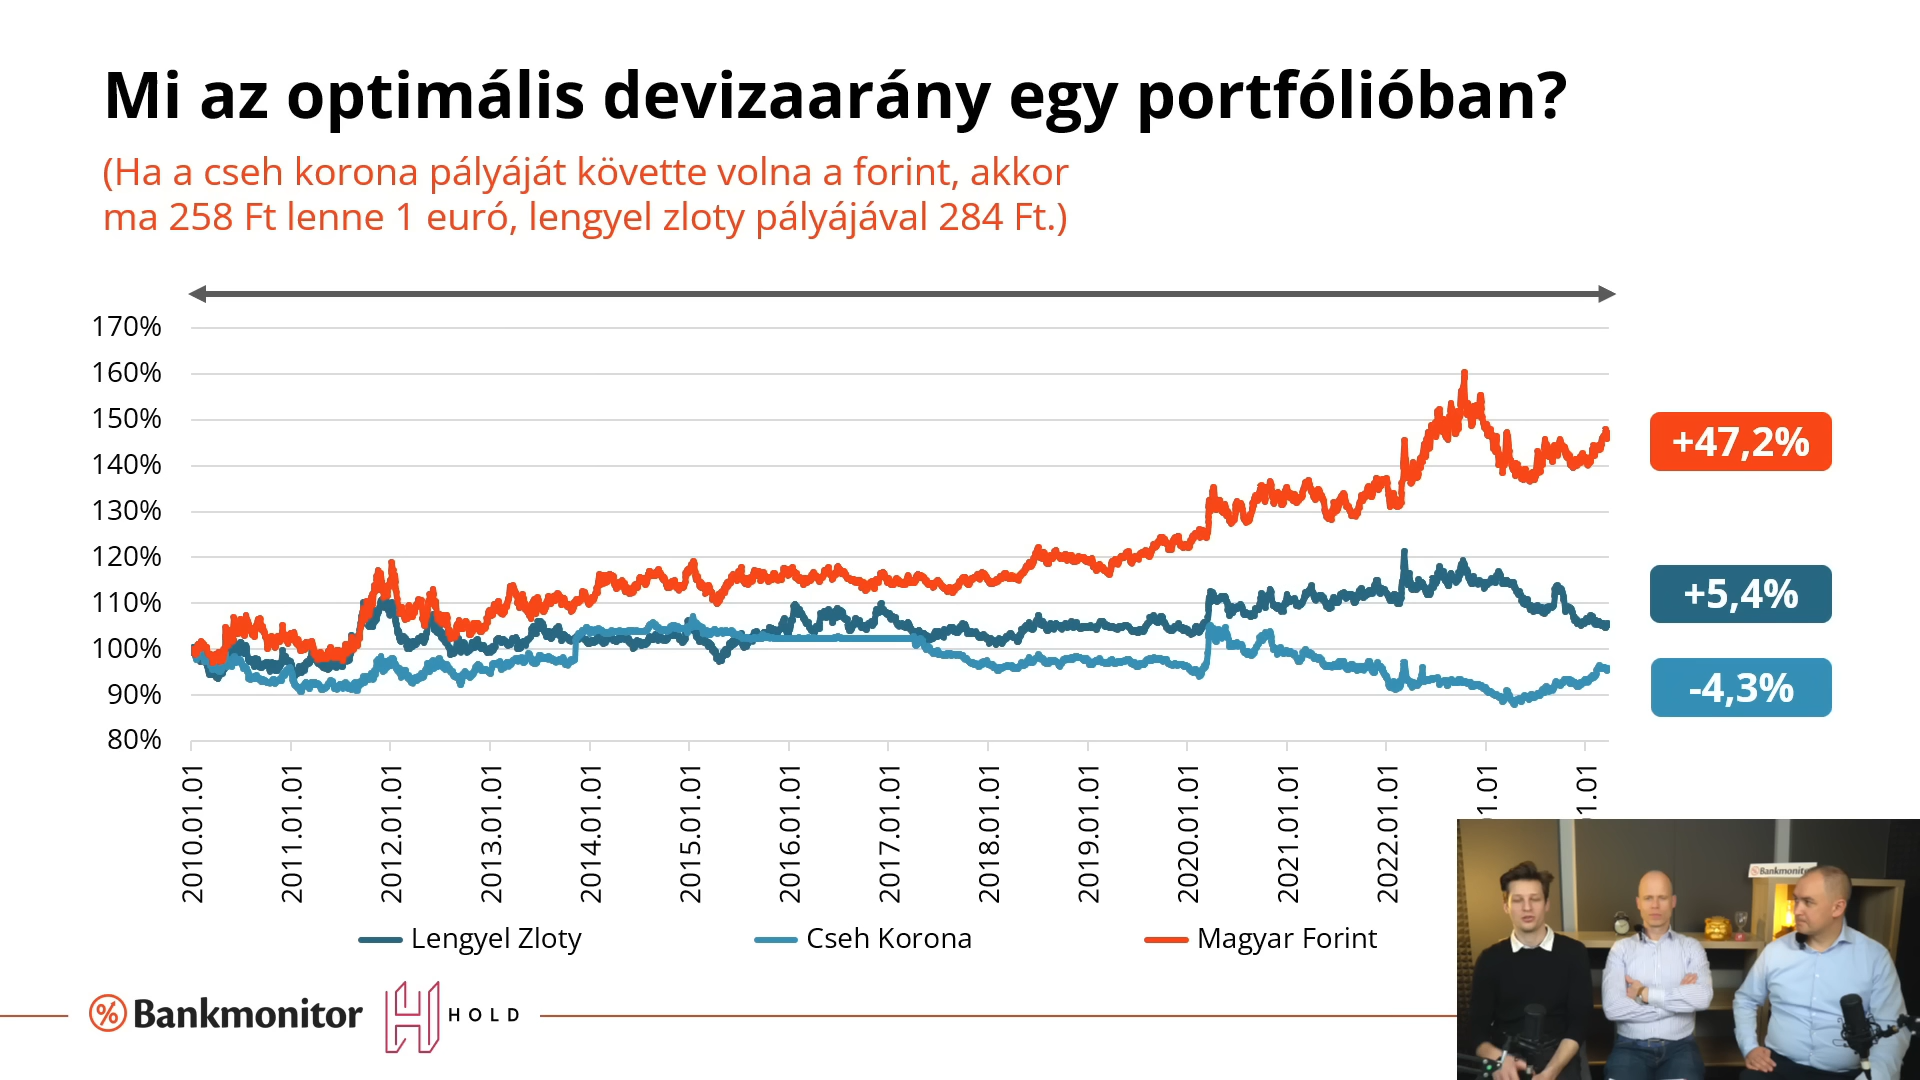 Mi az optimális devizaarány egy portfólióban?
(Ha a cseh korona pályáját követte volna a forint, akkor
ma 258 Ft lenne 1 euró, lengyel zloty pályájával 284 Ft.)
170%
160%
150%
140%
130%
120%
110%
100%
90%
80%
+47,2%
+5,4%
-4,3%
2010.01.01
2011.01.01
2012.01.01
2013.01.01
2014.01.01
2015.01.01
2016.01.01
2017.01.01
2018.01.01
2019.01.01
2020.01.01
2021.01.01
2022.01.01
Lengyel Zloty
Cseh Korona
Magyar Forint
% Bankmonitor
HOLD
Bankmonitor